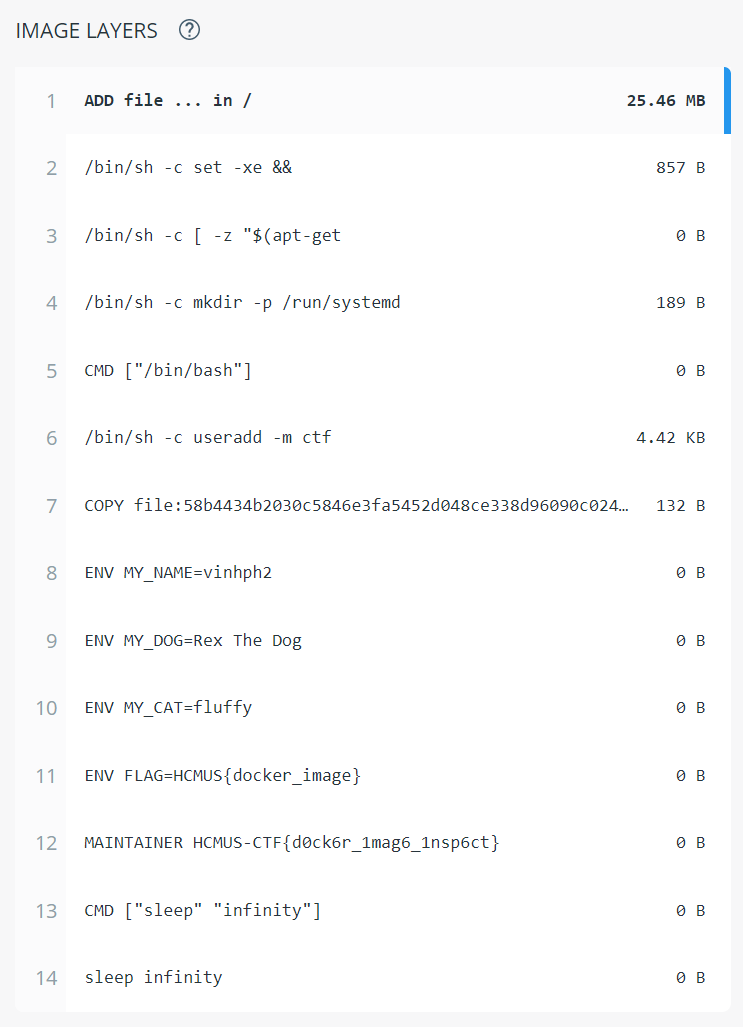 IMAGE LAYERS ?
1 ADD file ... in / 25.46 MB
2 /bin/sh -c set -xe && 857 B
3 /bin/sh -c [ -z "$(apt-get 0 B
4 /bin/sh -c mkdir -p /run/systemd 189 B
5 CMD ["/bin/bash"] 0 B
6 /bin/sh -c useradd -m ctf 4.42 KB
7 COPY file:58b4434b2030c5846e3fa5452d048ce338d96090c024… 132 B
8 ENV MY_NAME=vinhph2 0 B
9 ENV MY_DOG=Rex The Dog 0 B
10 ENV MY_CAT=fluffy 0 B
11 ENV FLAG=HCMUS{docker_image} 0 B
12 MAINTAINER HCMUS-CTF{d0ck6r_1mag6_1nsp6ct} 0 B
13 CMD ["sleep" "infinity"] 0 B
14 sleep infinity 0 B